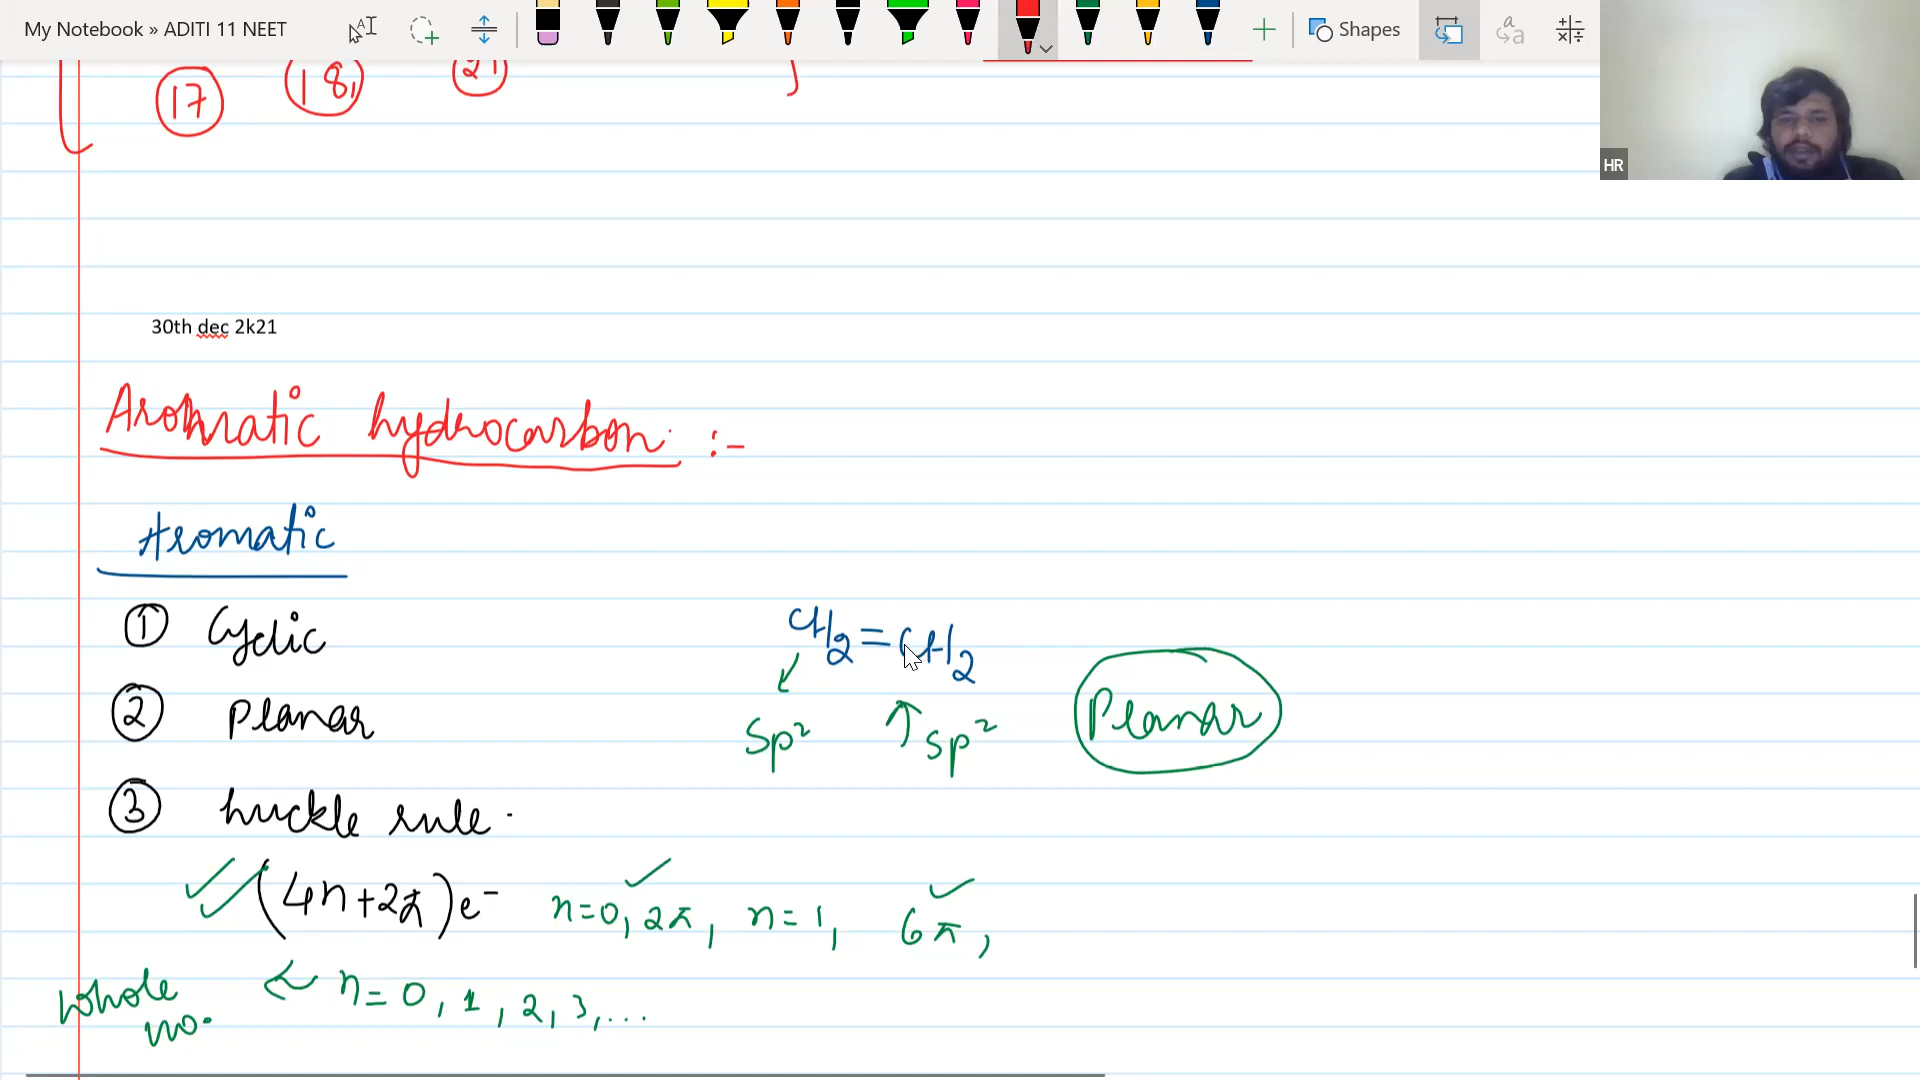 My Notebook » ADITI 11 NEET
Shapes
HR
17 18, 21
30th dec 2k21
Aromatic hydrocarbon :-
Aromatic
① Cyclic
CH2 = CH2
② Planar
Sp² Sp² Planar
③ huckle rule.
(4n+2π)e⁻ n=0, 2π, n=1, 6π,
Whole no. ← n= 0, 1, 2, 3, ...